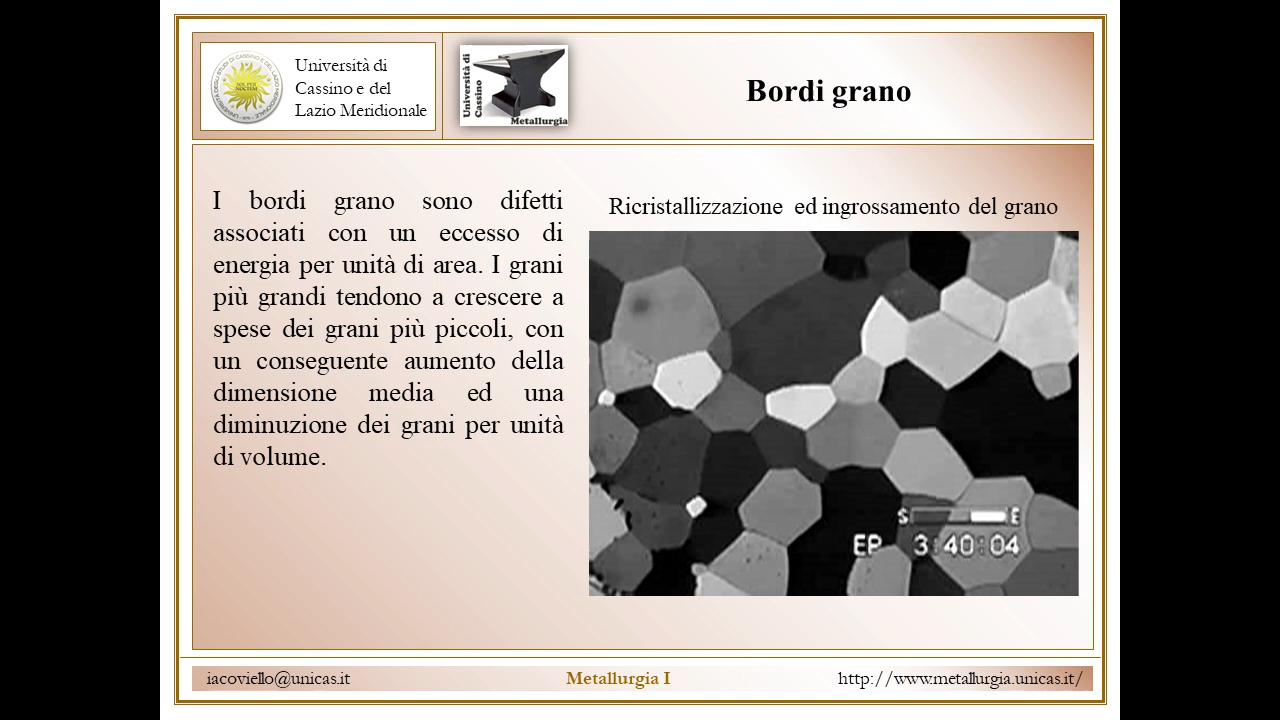 Università di
Cassino e del
Lazio Meridionale
SOL PER
NOCTEM
Università di
Cassino
Metallurgia
Bordi grano
I bordi grano sono difetti
associati con un eccesso di
energia per unità di area. I grani
più grandi tendono a crescere a
spese dei grani più piccoli, con
un conseguente aumento della
dimensione media ed una
diminuzione dei grani per unità
di volume.
Ricristallizzazione ed ingrossamento del grano
S E
EP 3:40:04
iacoviello@unicas.it
Metallurgia I
http://www.metallurgia.unicas.it/